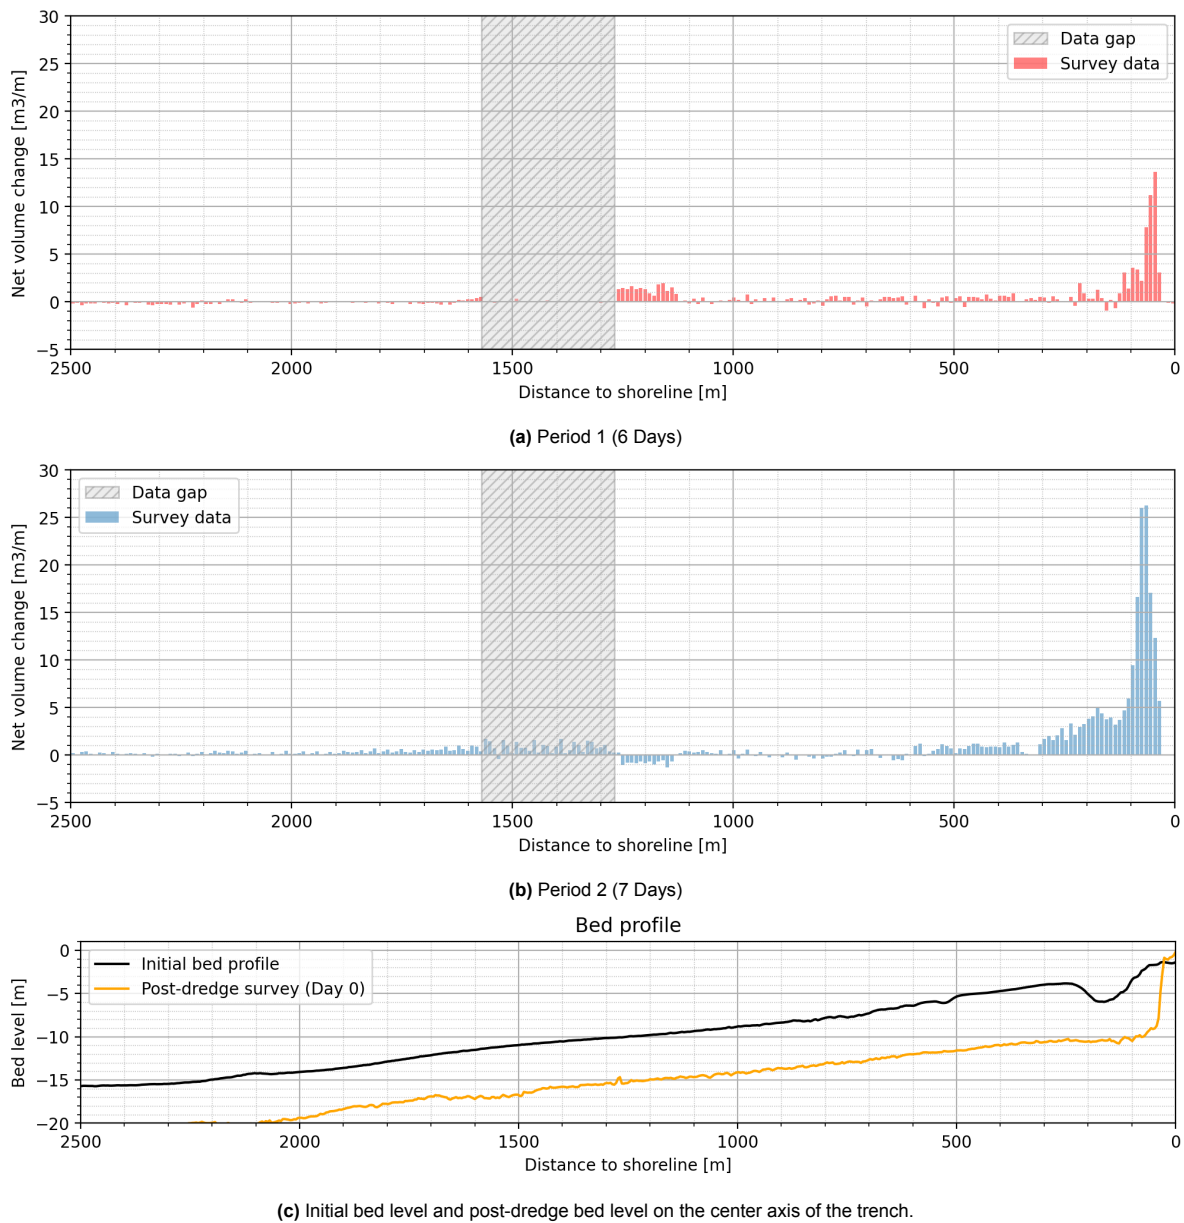 30
25
20
15
10
5
0
−5
Net volume change [m3/m]
Data gap
Survey data
2500 2000 1500 1000 500 0
Distance to shoreline [m]
(a) Period 1 (6 Days)
30
25
20
15
10
5
0
−5
Net volume change [m3/m]
Data gap
Survey data
2500 2000 1500 1000 500 0
Distance to shoreline [m]
(b) Period 2 (7 Days)
Bed profile
0
−5
−10
−15
−20
Bed level [m]
Initial bed profile
Post-dredge survey (Day 0)
2500 2000 1500 1000 500 0
Distance to shoreline [m]
(c) Initial bed level and post-dredge bed level on the center axis of the trench.